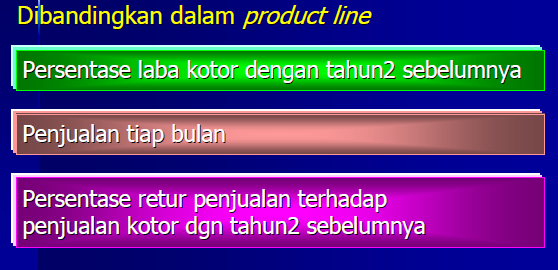 Dibandingkan dalam product line
Persentase laba kotor dengan tahun2 sebelumnya
Penjualan tiap bulan
Persentase retur penjualan terhadap
penjualan kotor dgn tahun2 sebelumnya